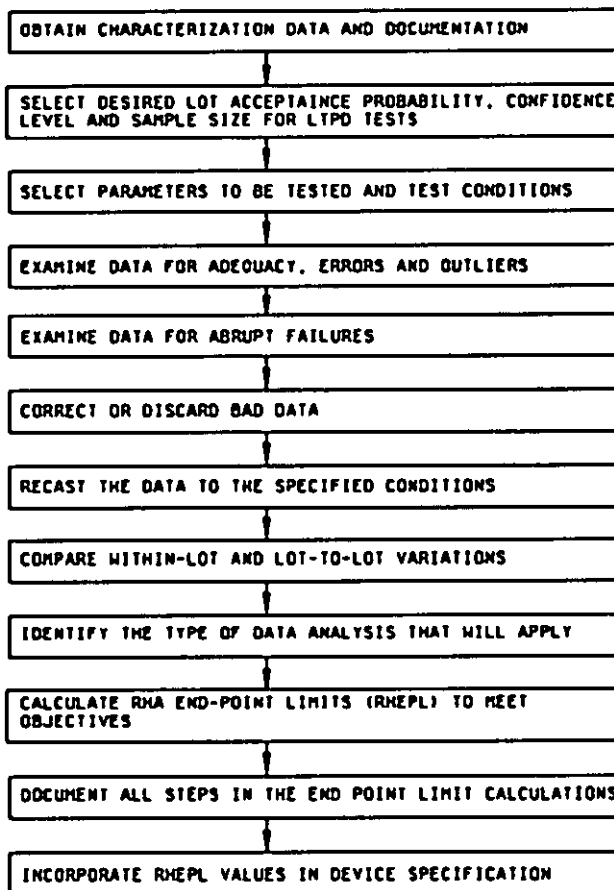 OBTAIN CHARACTERIZATION DATA AND DOCUMENTATION
SELECT DESIRED LOT ACCEPTAINCE PROBABILITY, CONFIDENCE
LEVEL AND SAMPLE SIZE FOR LTPD TESTS
SELECT PARAMETERS TO BE TESTED AND TEST CONDITIONS
EXAMINE DATA FOR ADEQUACY, ERRORS AND OUTLIERS
EXAMINE DATA FOR ABRUPT FAILURES
CORRECT OR DISCARD BAD DATA
RECAST THE DATA TO THE SPECIFIED CONDITIONS
COMPARE WITHIN-LOT AND LOT-TO-LOT VARIATIONS
IDENTIFY THE TYPE OF DATA ANALYSIS THAT WILL APPLY
CALCULATE RHA END-POINT LIMITS (RHEPL) TO MEET
OBJECTIVES
DOCUMENT ALL STEPS IN THE END POINT LIMIT CALCULATIONS
INCORPORATE RHEPL VALUES IN DEVICE SPECIFICATION